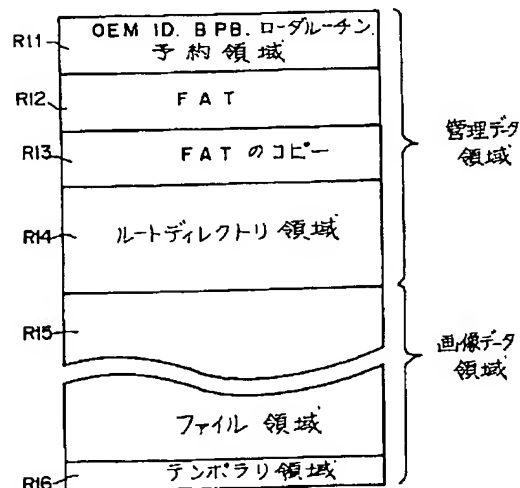 R11
OEM ID. BPB. ローダルーチン.
予約領域
R12
FAT
R13
FATのコピー
管理データ
領域
R14
ルートディレクトリ領域
R15
画像データ
領域
ファイル領域
R16
テンポラリ領域